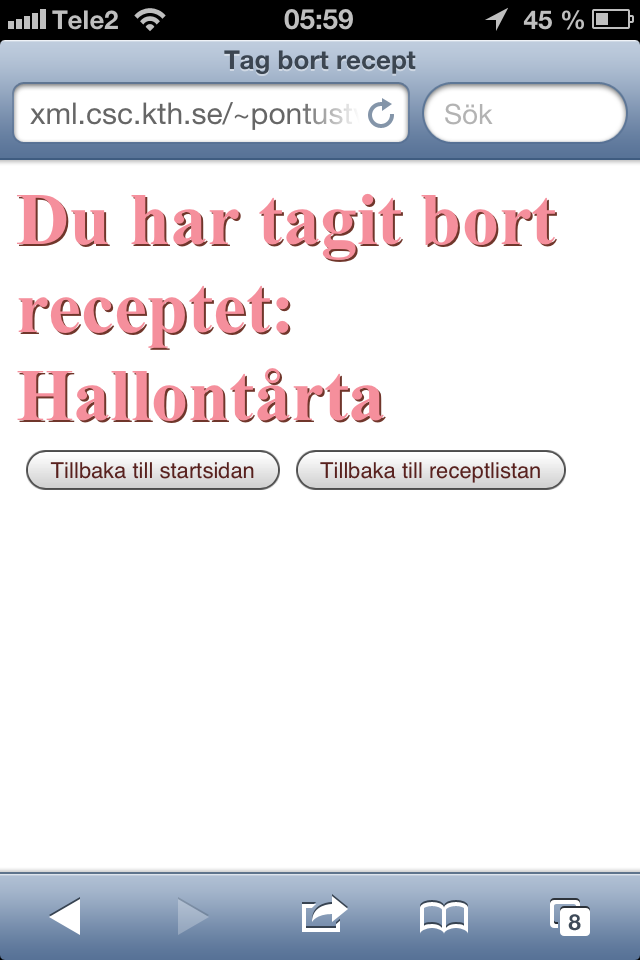 Tele2 05:59 45 %
Tag bort recept
xml.csc.kth.se/~pontust Sök
Du har tagit bort
receptet:
Hallontårta
Tillbaka till startsidan Tillbaka till receptlistan
8